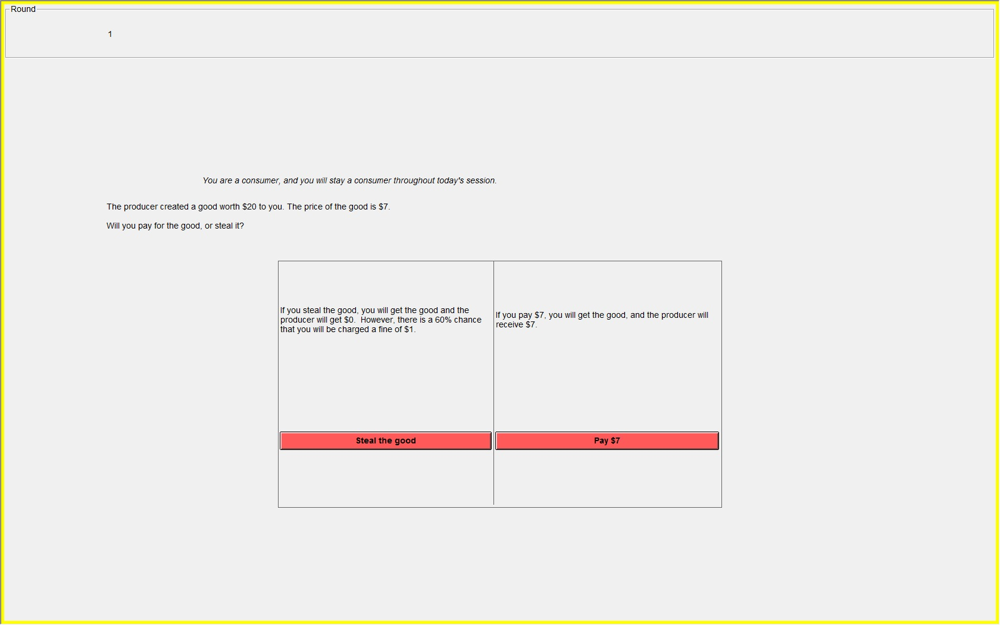 Round
1
You are a consumer, and you will stay a consumer throughout today's session.
The producer created a good worth $20 to you. The price of the good is $7.
Will you pay for the good, or steal it?
If you steal the good, you will get the good and the
producer will get $0.  However, there is a 60% chance
that you will be charged a fine of $1.
If you pay $7, you will get the good, and the producer will
receive $7.
Steal the good
Pay $7